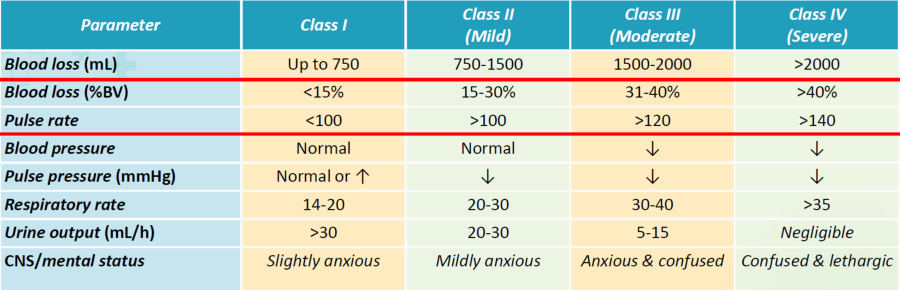 Parameter Class I Class II (Mild) Class III (Moderate) Class IV (Severe)
Blood loss (mL) Up to 750 750-1500 1500-2000 >2000
Blood loss (%BV) <15% 15-30% 31-40% >40%
Pulse rate <100 >100 >120 >140
Blood pressure Normal Normal ↓ ↓
Pulse pressure (mmHg) Normal or ↑ ↓ ↓ ↓
Respiratory rate 14-20 20-30 30-40 >35
Urine output (mL/h) >30 20-30 5-15 Negligible
CNS/mental status Slightly anxious Mildly anxious Anxious & confused Confused & lethargic